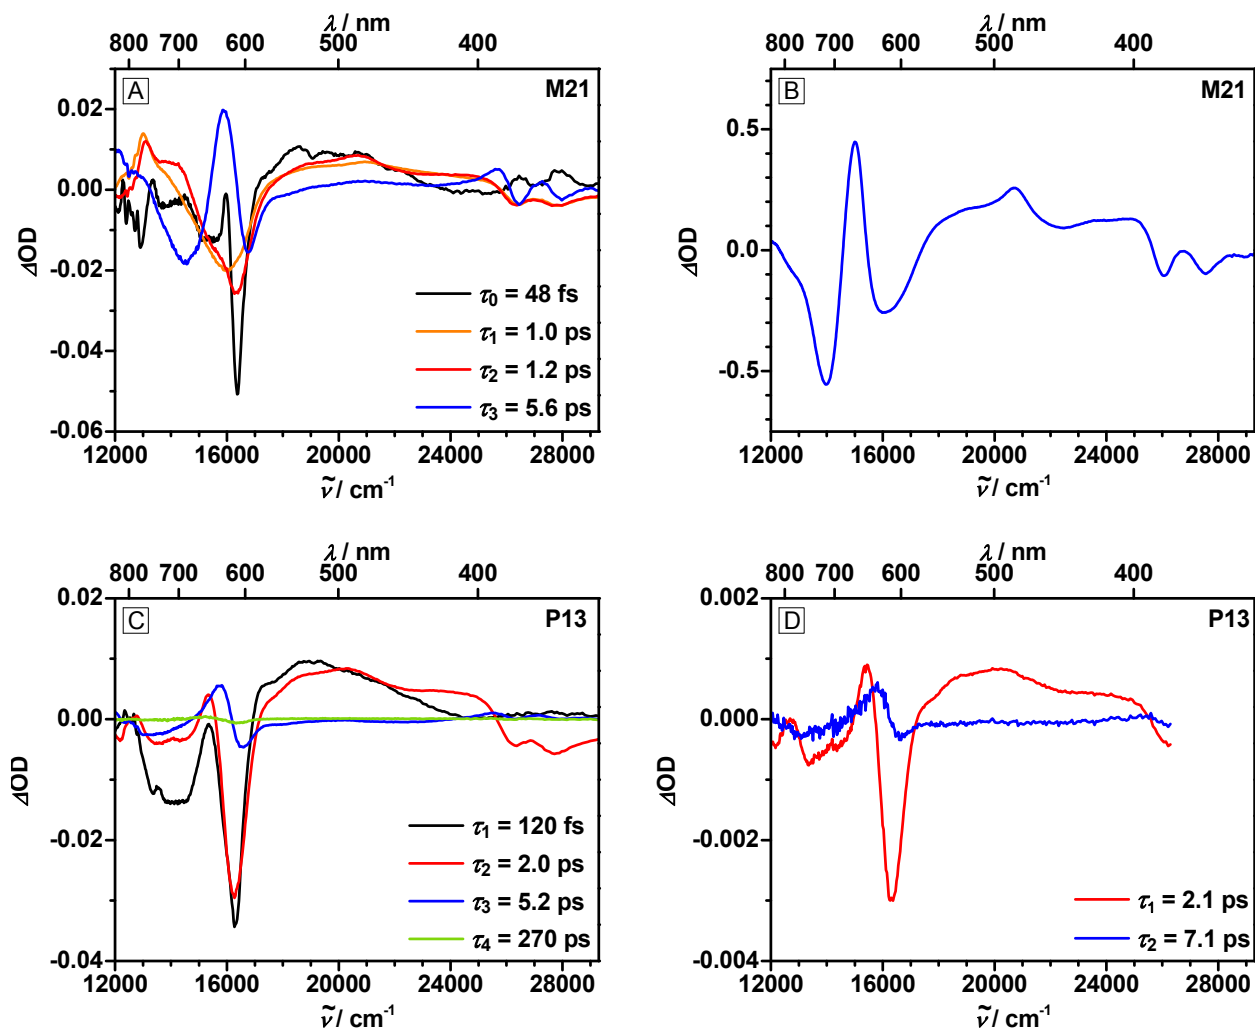 λ / nm
800 700 600 500 400
A M21
ΔOD
0.02
0.00
-0.02
-0.04
-0.06
τ0 = 48 fs
τ1 = 1.0 ps
τ2 = 1.2 ps
τ3 = 5.6 ps
12000 16000 20000 24000 28000
ν̃ / cm-1
λ / nm
800 700 600 500 400
B M21
ΔOD
0.5
0.0
-0.5
12000 16000 20000 24000 28000
ν̃ / cm-1
λ / nm
800 700 600 500 400
C P13
ΔOD
0.02
0.00
-0.02
-0.04
τ1 = 120 fs
τ2 = 2.0 ps
τ3 = 5.2 ps
τ4 = 270 ps
12000 16000 20000 24000 28000
ν̃ / cm-1
λ / nm
800 700 600 500 400
D P13
ΔOD
0.002
0.000
-0.002
-0.004
τ1 = 2.1 ps
τ2 = 7.1 ps
12000 16000 20000 24000 28000
ν̃ / cm-1